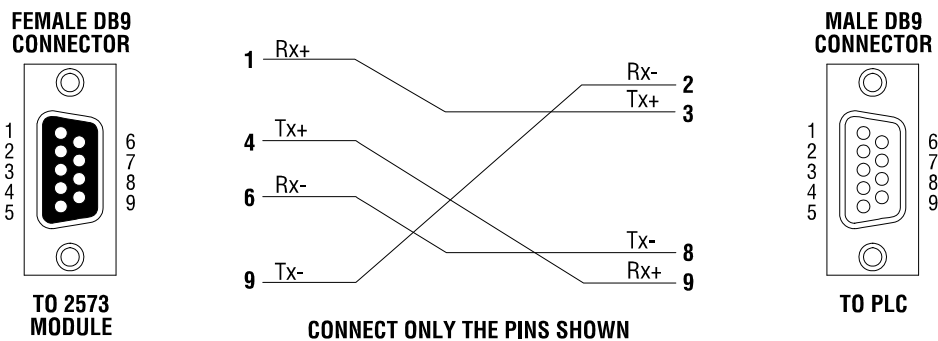 FEMALE DB9
CONNECTOR
1
2
3
4
5
6
7
8
9
TO 2573
MODULE
1 Rx+
4 Tx+
6 Rx-
9 Tx-
Rx- 2
Tx+ 3
Tx- 8
Rx+ 9
CONNECT ONLY THE PINS SHOWN
MALE DB9
CONNECTOR
1
2
3
4
5
6
7
8
9
TO PLC